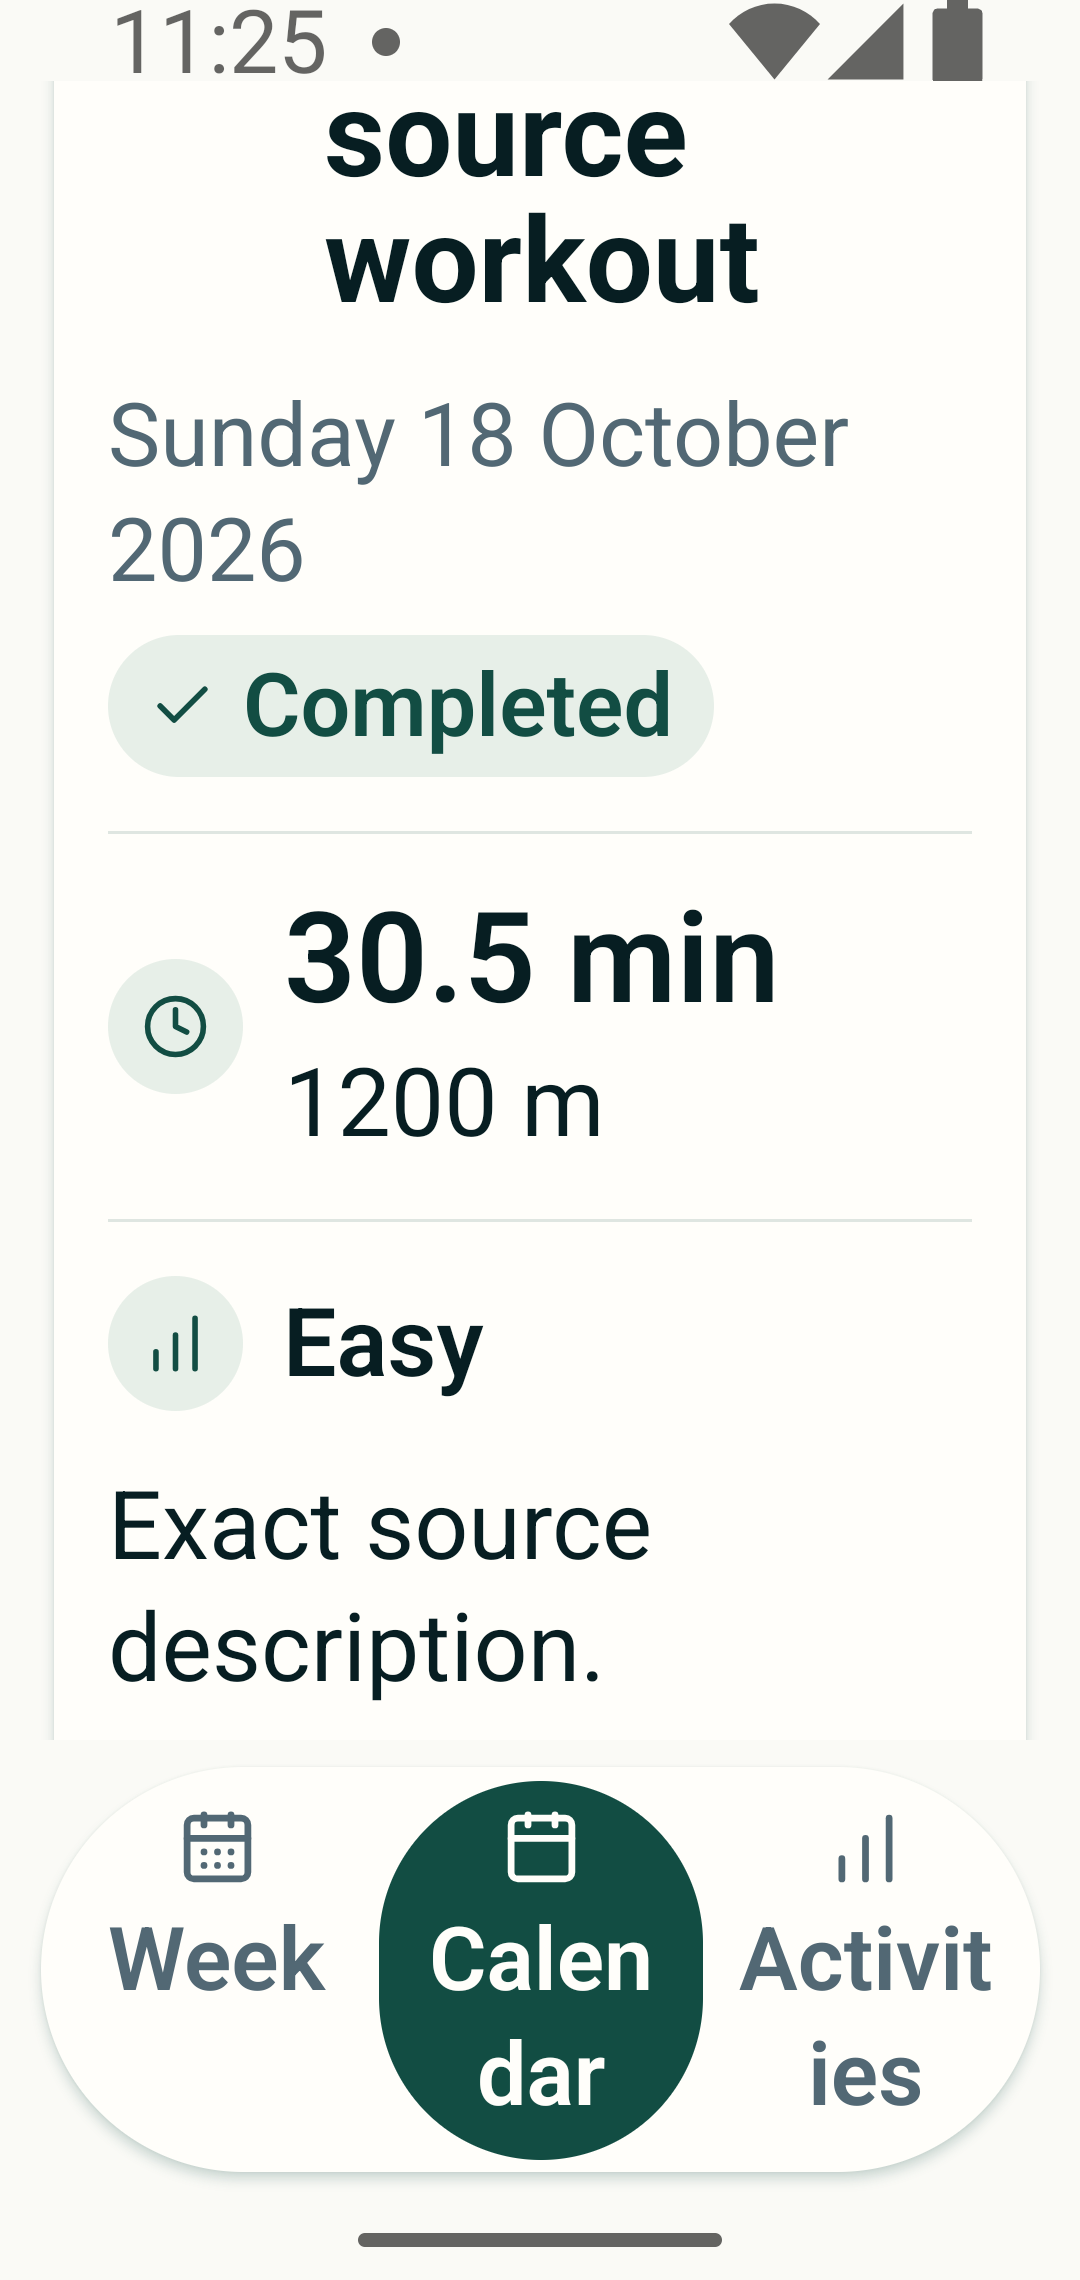 11:25
source
workout
Sunday 18 October
2026
Completed
30.5 min
1200 m
Easy
Exact source
description.
Week
Calen
dar
Activit
ies